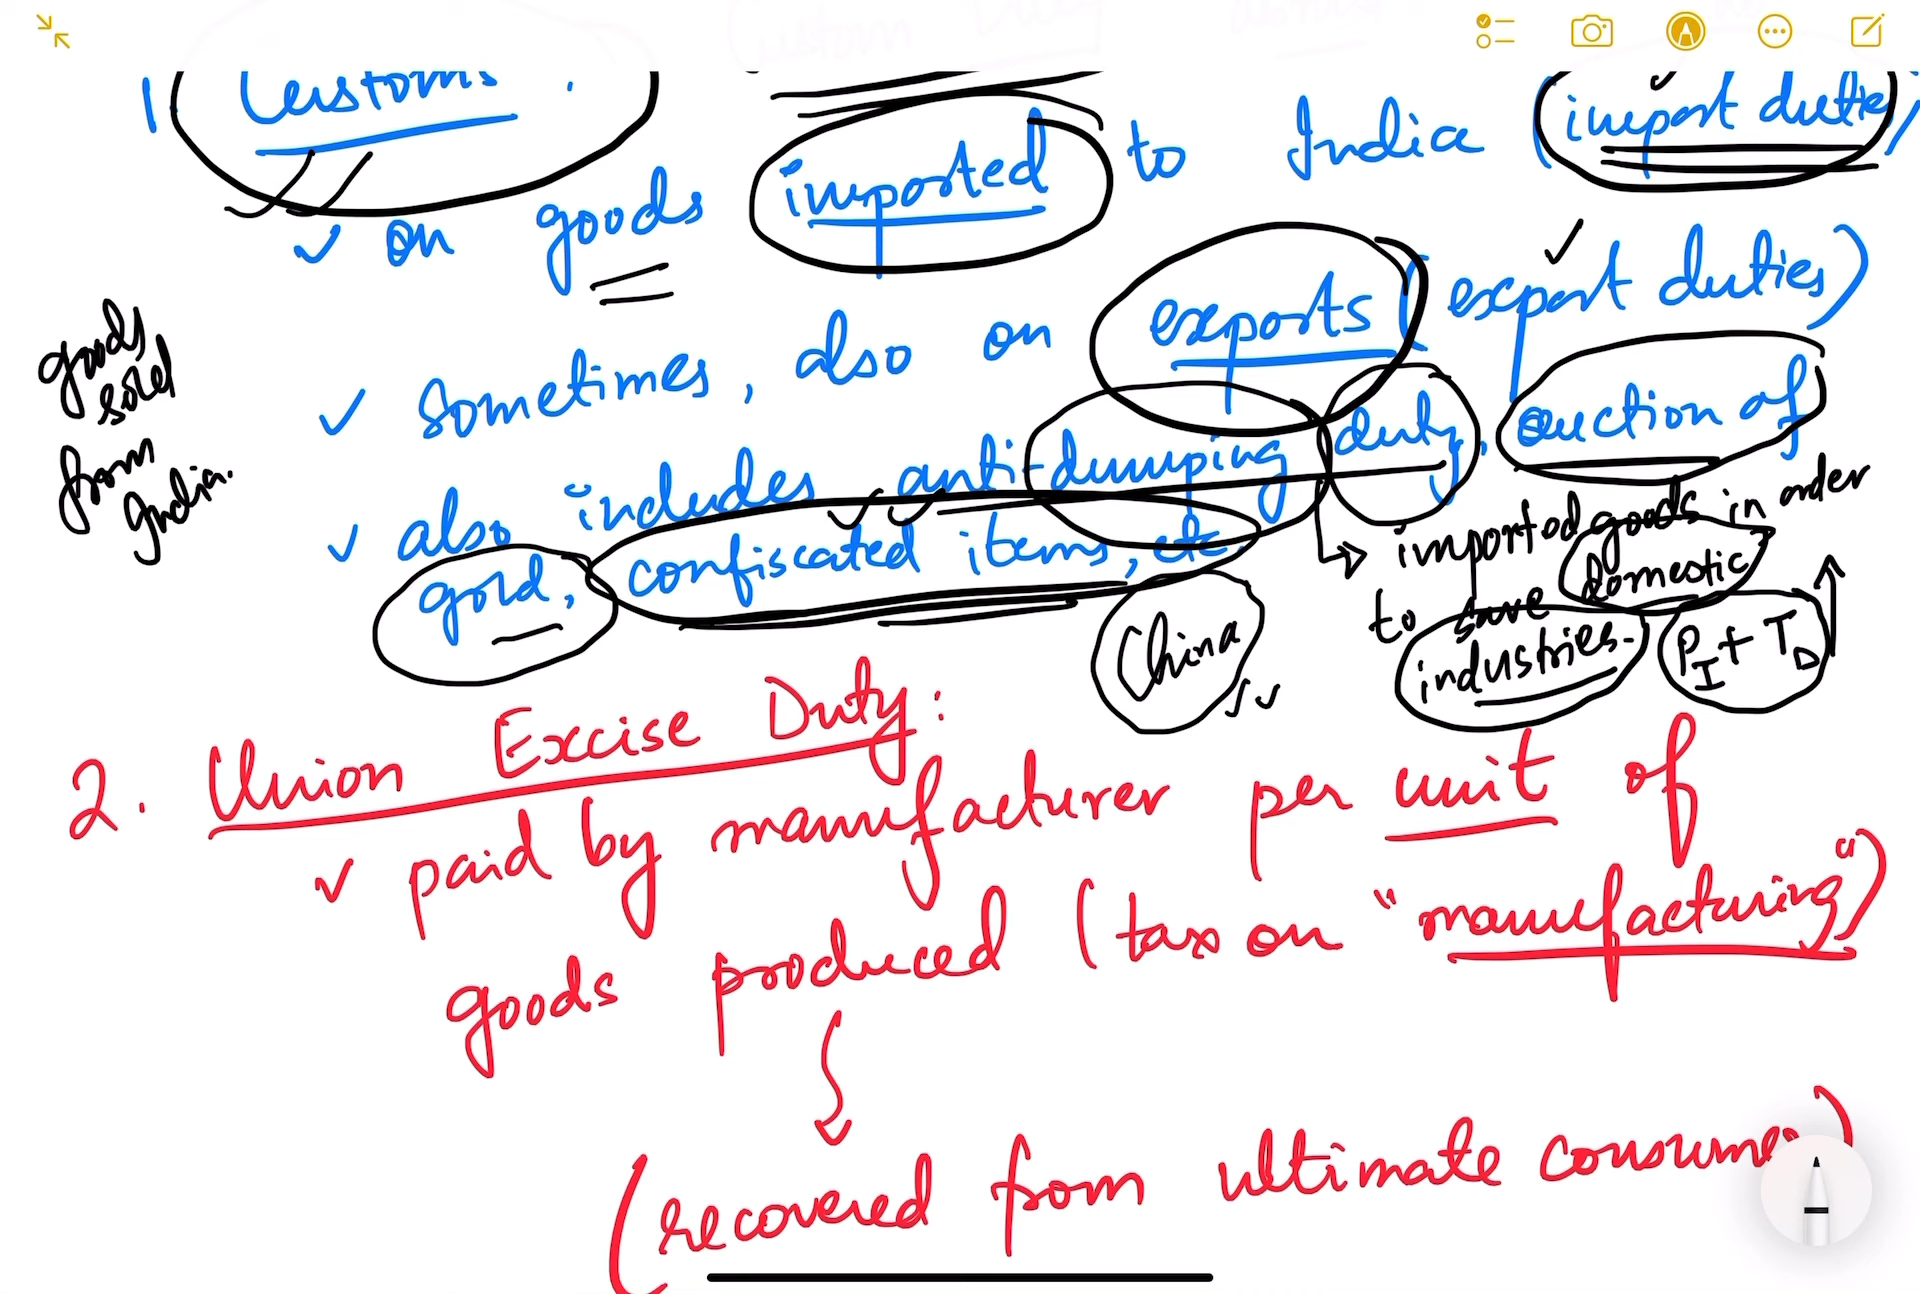 1 Customs.
✓ on goods imported to India (import duties)
✓ sometimes, also on exports (export duties)
✓ also includes anti-dumping duty, auction of
gold, confiscated items, etc.
goods
sold
from
India.
→ imported goods in order
to save domestic
industries.
P_I + T_D ↑
China
2. Union Excise Duty:
✓ paid by manufacturer per unit of
goods produced (tax on "manufacturing")
(recovered from ultimate consumer)